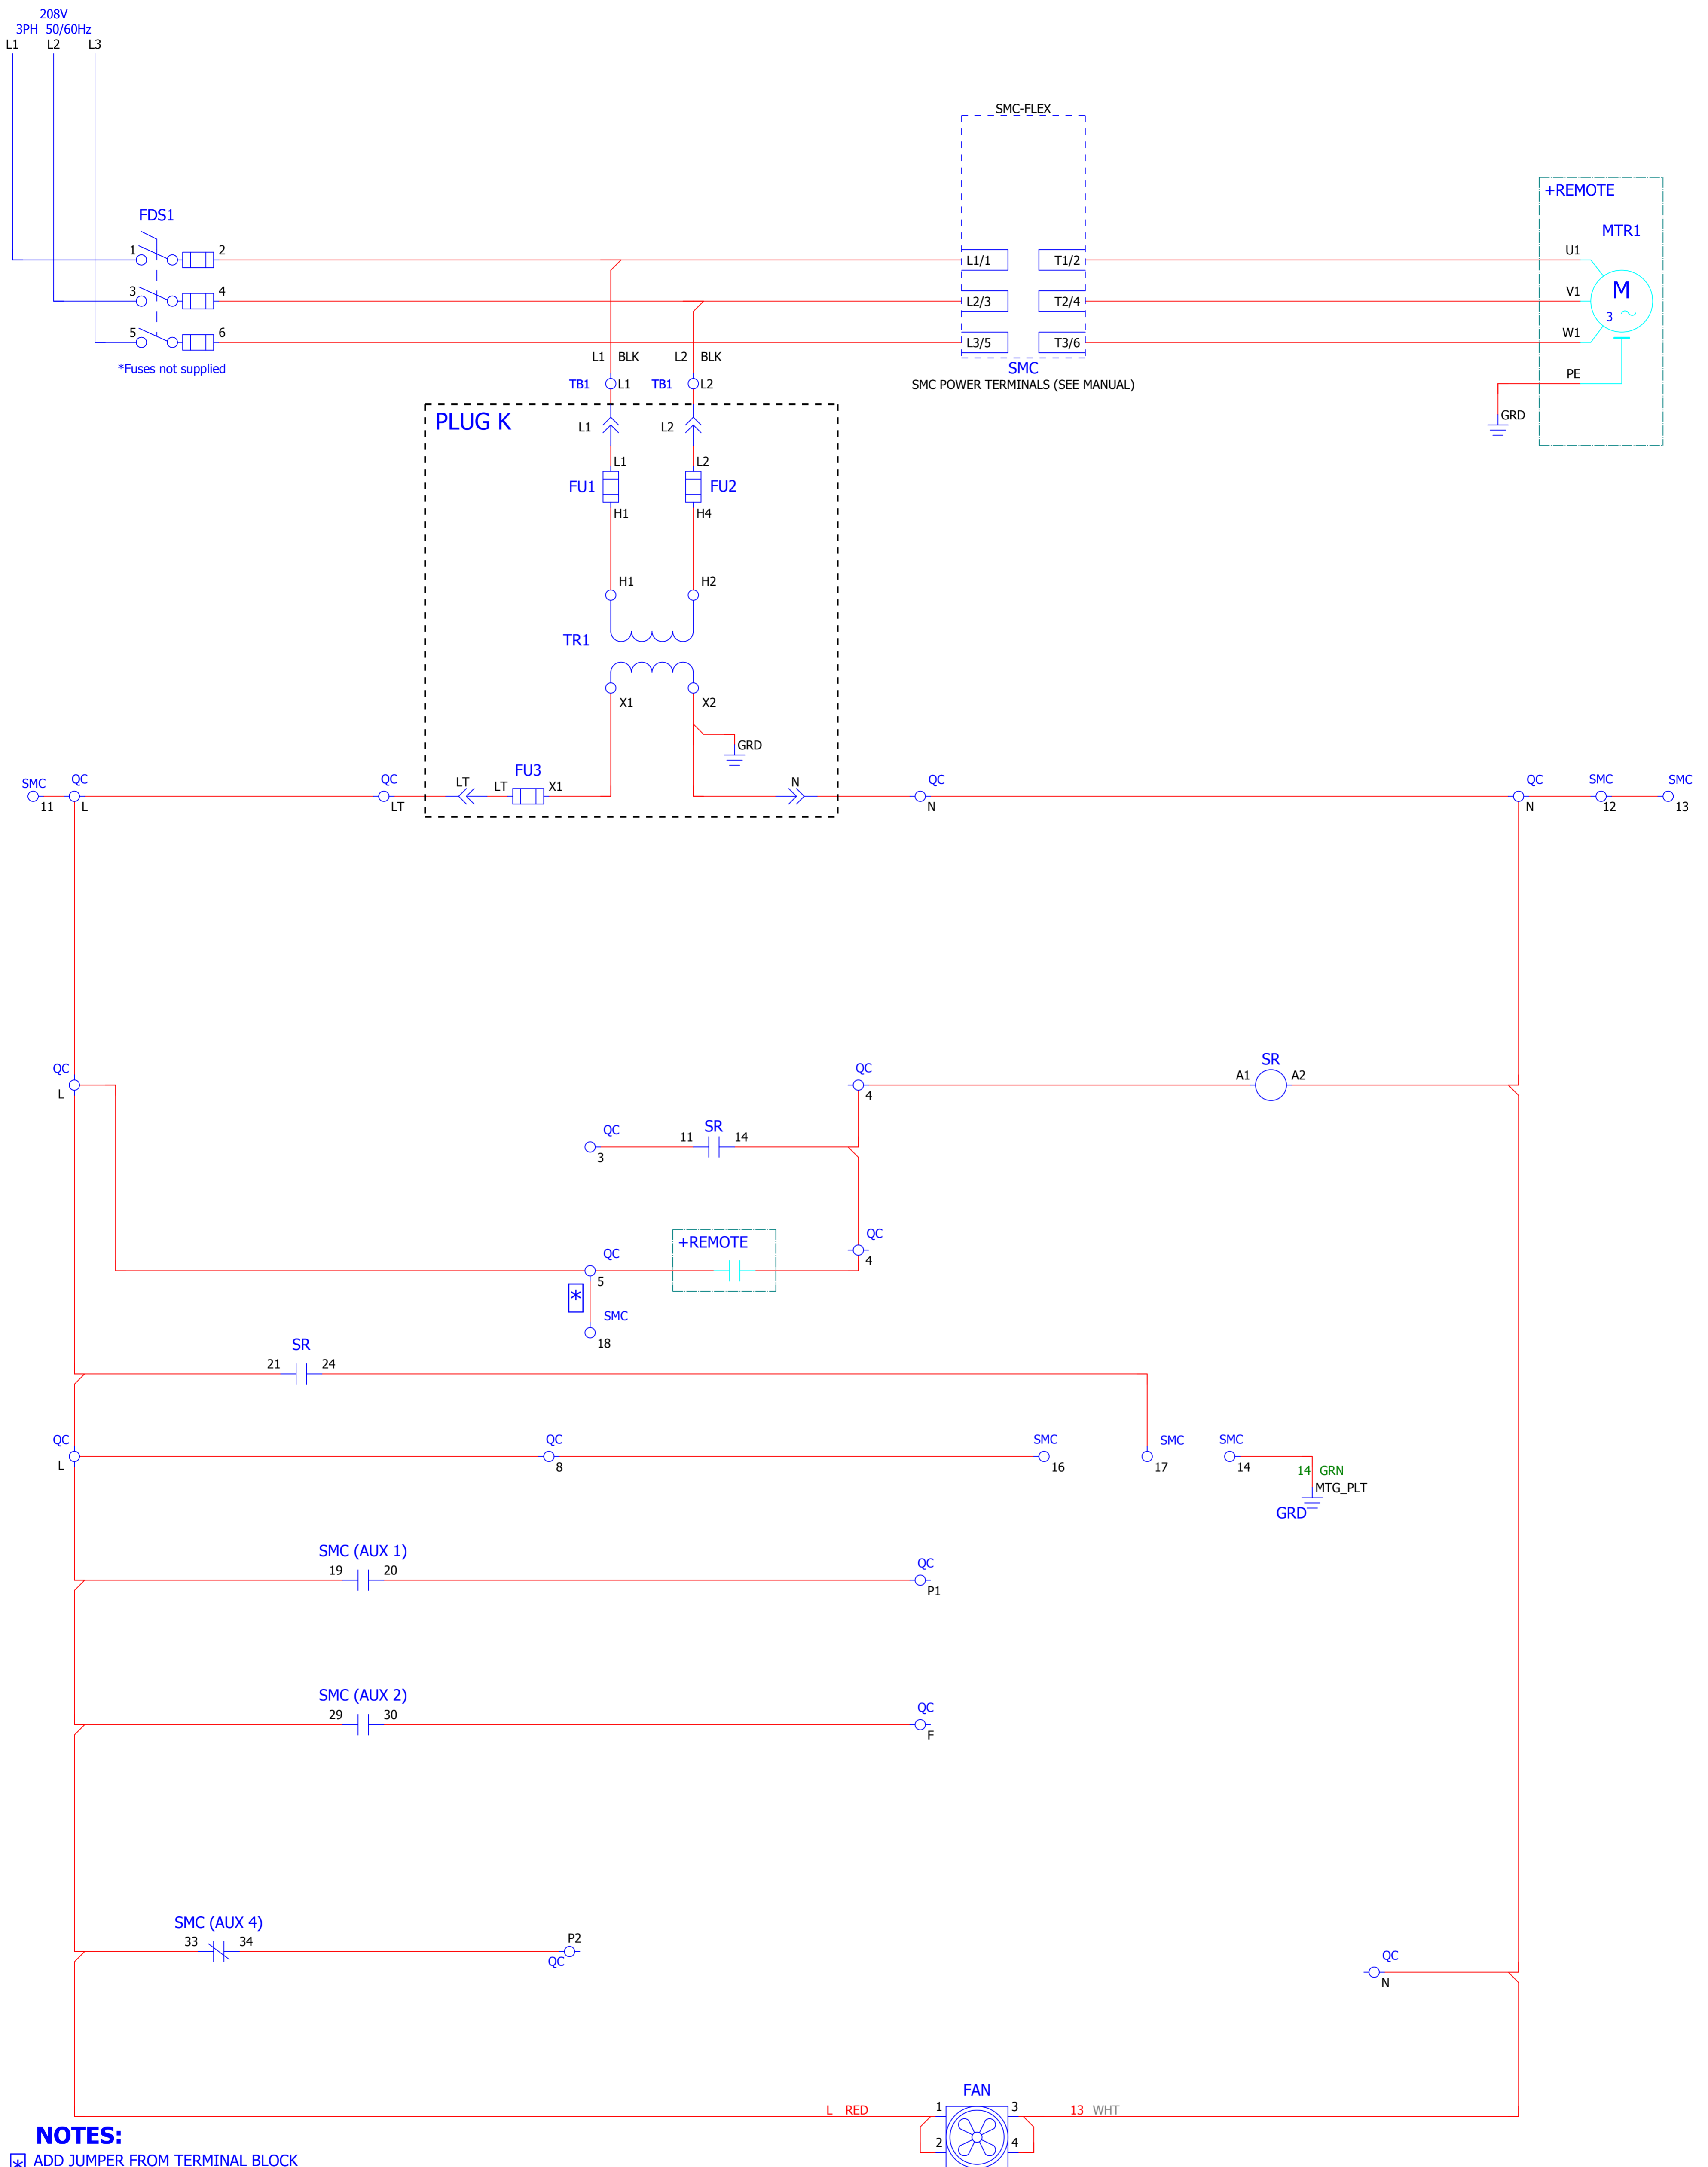 208V
3PH 50/60Hz
L1 L2 L3
SMC-FLEX
+REMOTE
FDS1
MTR1
1 2
L1/1 T1/2
U1
3 4
L2/3 T2/4
V1
M
3
5 6
L3/5 T3/6
W1
*Fuses not supplied
L1 BLK L2 BLK
SMC
SMC POWER TERMINALS (SEE MANUAL)
PE
TB1 L1 TB1 L2
GRD
PLUG K
L1 L2
L1 L2
FU1 FU2
H1 H4
H1 H2
TR1
X1 X2
GRD
SMC QC QC LT LT FU3 X1 N QC QC SMC SMC
11 L LT N N 12 13
QC QC SR
L 4 A1 A2
QC 11 SR 14
3
QC
4
+REMOTE
QC
5
*
SMC
18
SR
21 24
QC QC SMC SMC SMC
L 8 16 17 14
14 GRN
MTG_PLT
GRD
SMC (AUX 1)
19 20
QC
P1
SMC (AUX 2)
29 30
QC
F
SMC (AUX 4)
33 34
P2
QC
QC
N
FAN
L RED 1 3 13 WHT
2 4
NOTES:
* ADD JUMPER FROM TERMINAL BLOCK